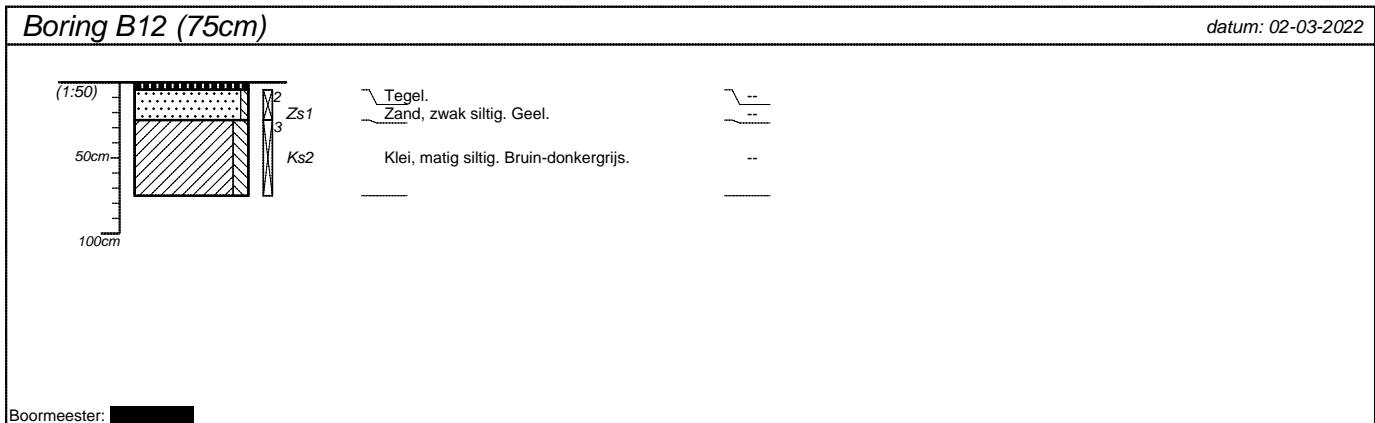 Boring B12 (75cm) datum: 02-03-2022
(1:50) 2 Tegel. --
Zs1 Zand, zwak siltig. Geel. --
3
50cm Ks2 Klei, matig siltig. Bruin-donkergrijs. --
100cm
Boormeester: